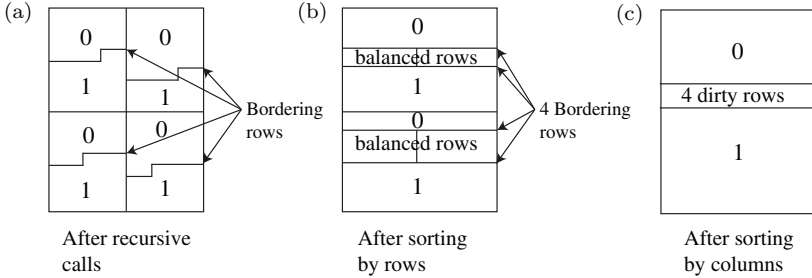 (a)
0
0
1
1
0
0
1
1
Bordering
rows
After recursive
calls
(b)
0
balanced rows
1
0
balanced rows
1
4 Bordering
rows
After sorting
by rows
(c)
0
4 dirty rows
1
After sorting
by columns